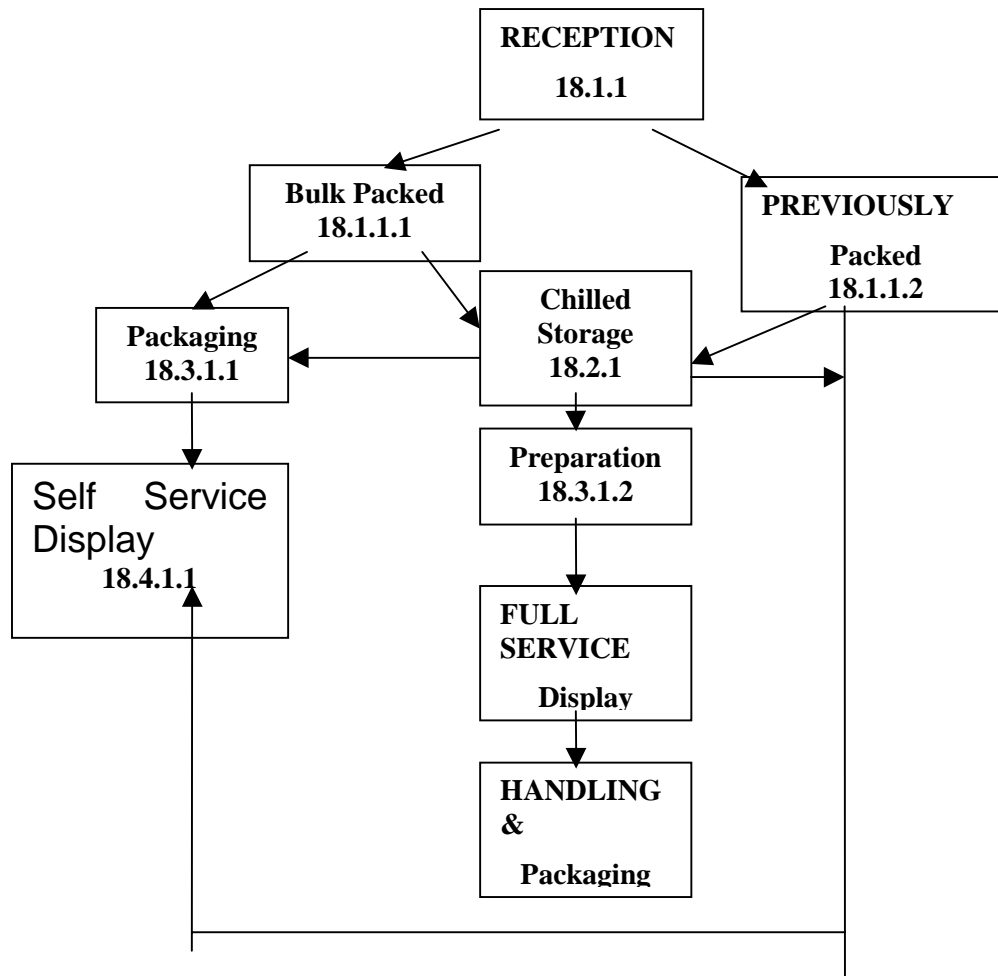 RECEPTION
18.1.1
Bulk Packed
18.1.1.1
PREVIOUSLY
Packed
18.1.1.2
Chilled
Storage
18.2.1
Packaging
18.3.1.1
Preparation
18.3.1.2
Self Service
Display
18.4.1.1
FULL
SERVICE
Display
HANDLING
&
Packaging